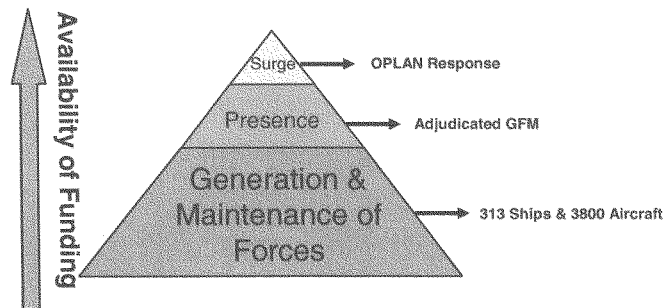 Availability of Funding
Surge
OPLAN Response
Presence
Adjudicated GFM
Generation &
Maintenance of
Forces
313 Ships & 3800 Aircraft